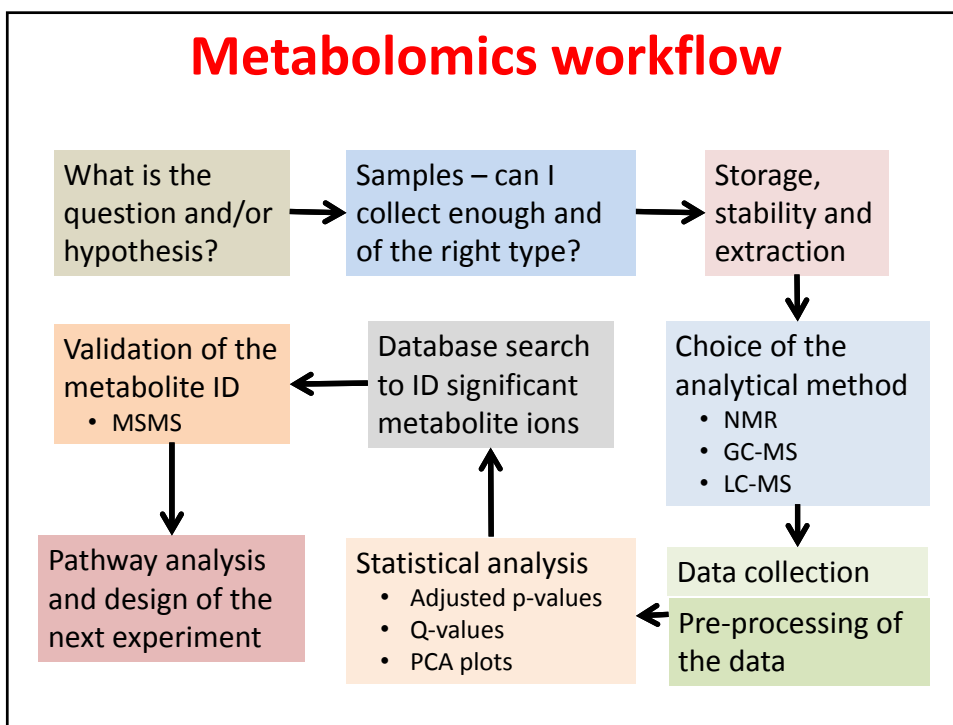 Metabolomics workflow
What is the
question and/or
hypothesis?
Samples – can I
collect enough and
of the right type?
Storage,
stability and
extraction
Choice of the
analytical method
• NMR
• GC-MS
• LC-MS
Data collection
Pre-processing of
the data
Statistical analysis
• Adjusted p-values
• Q-values
• PCA plots
Database search
to ID significant
metabolite ions
Validation of the
metabolite ID
• MSMS
Pathway analysis
and design of the
next experiment